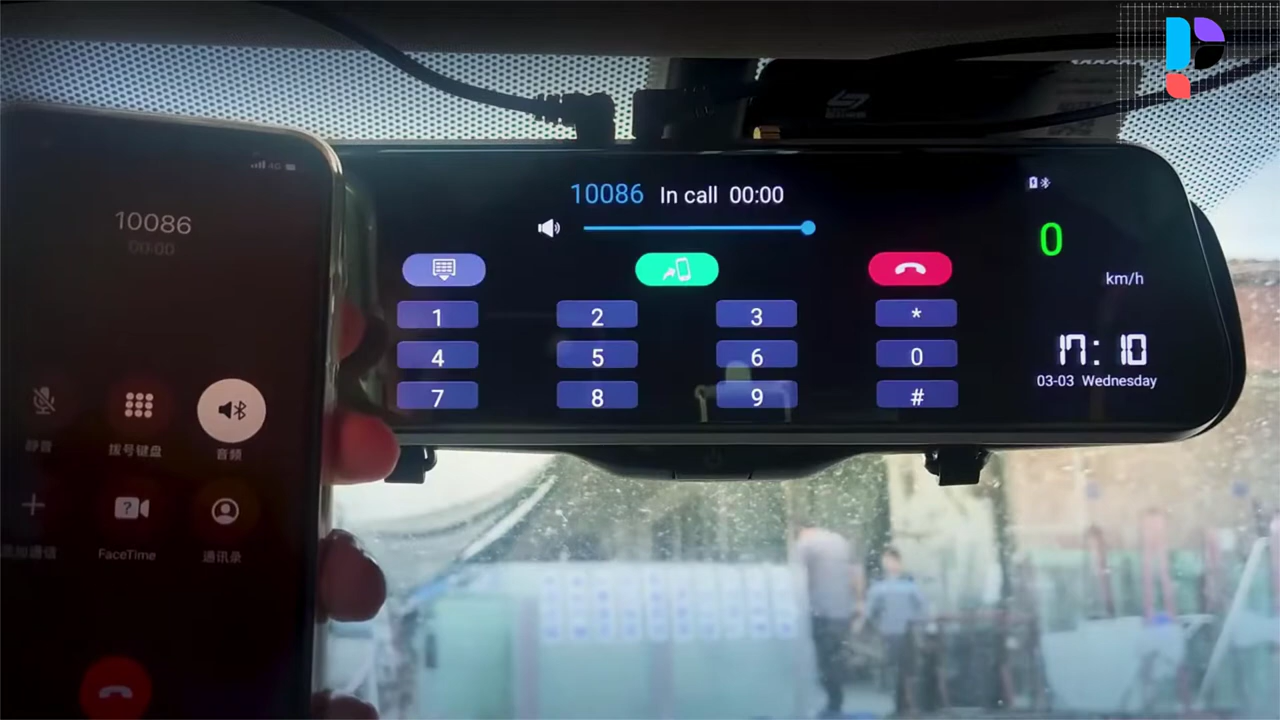 4G
10086
00:00
静音
拨号键盘
音频
?
添加通话
FaceTime
通讯录
10086 In call 00:00
1 2 3 *
4 5 6 0
7 8 9 #
0
km/h
17:10
03-03 Wednesday